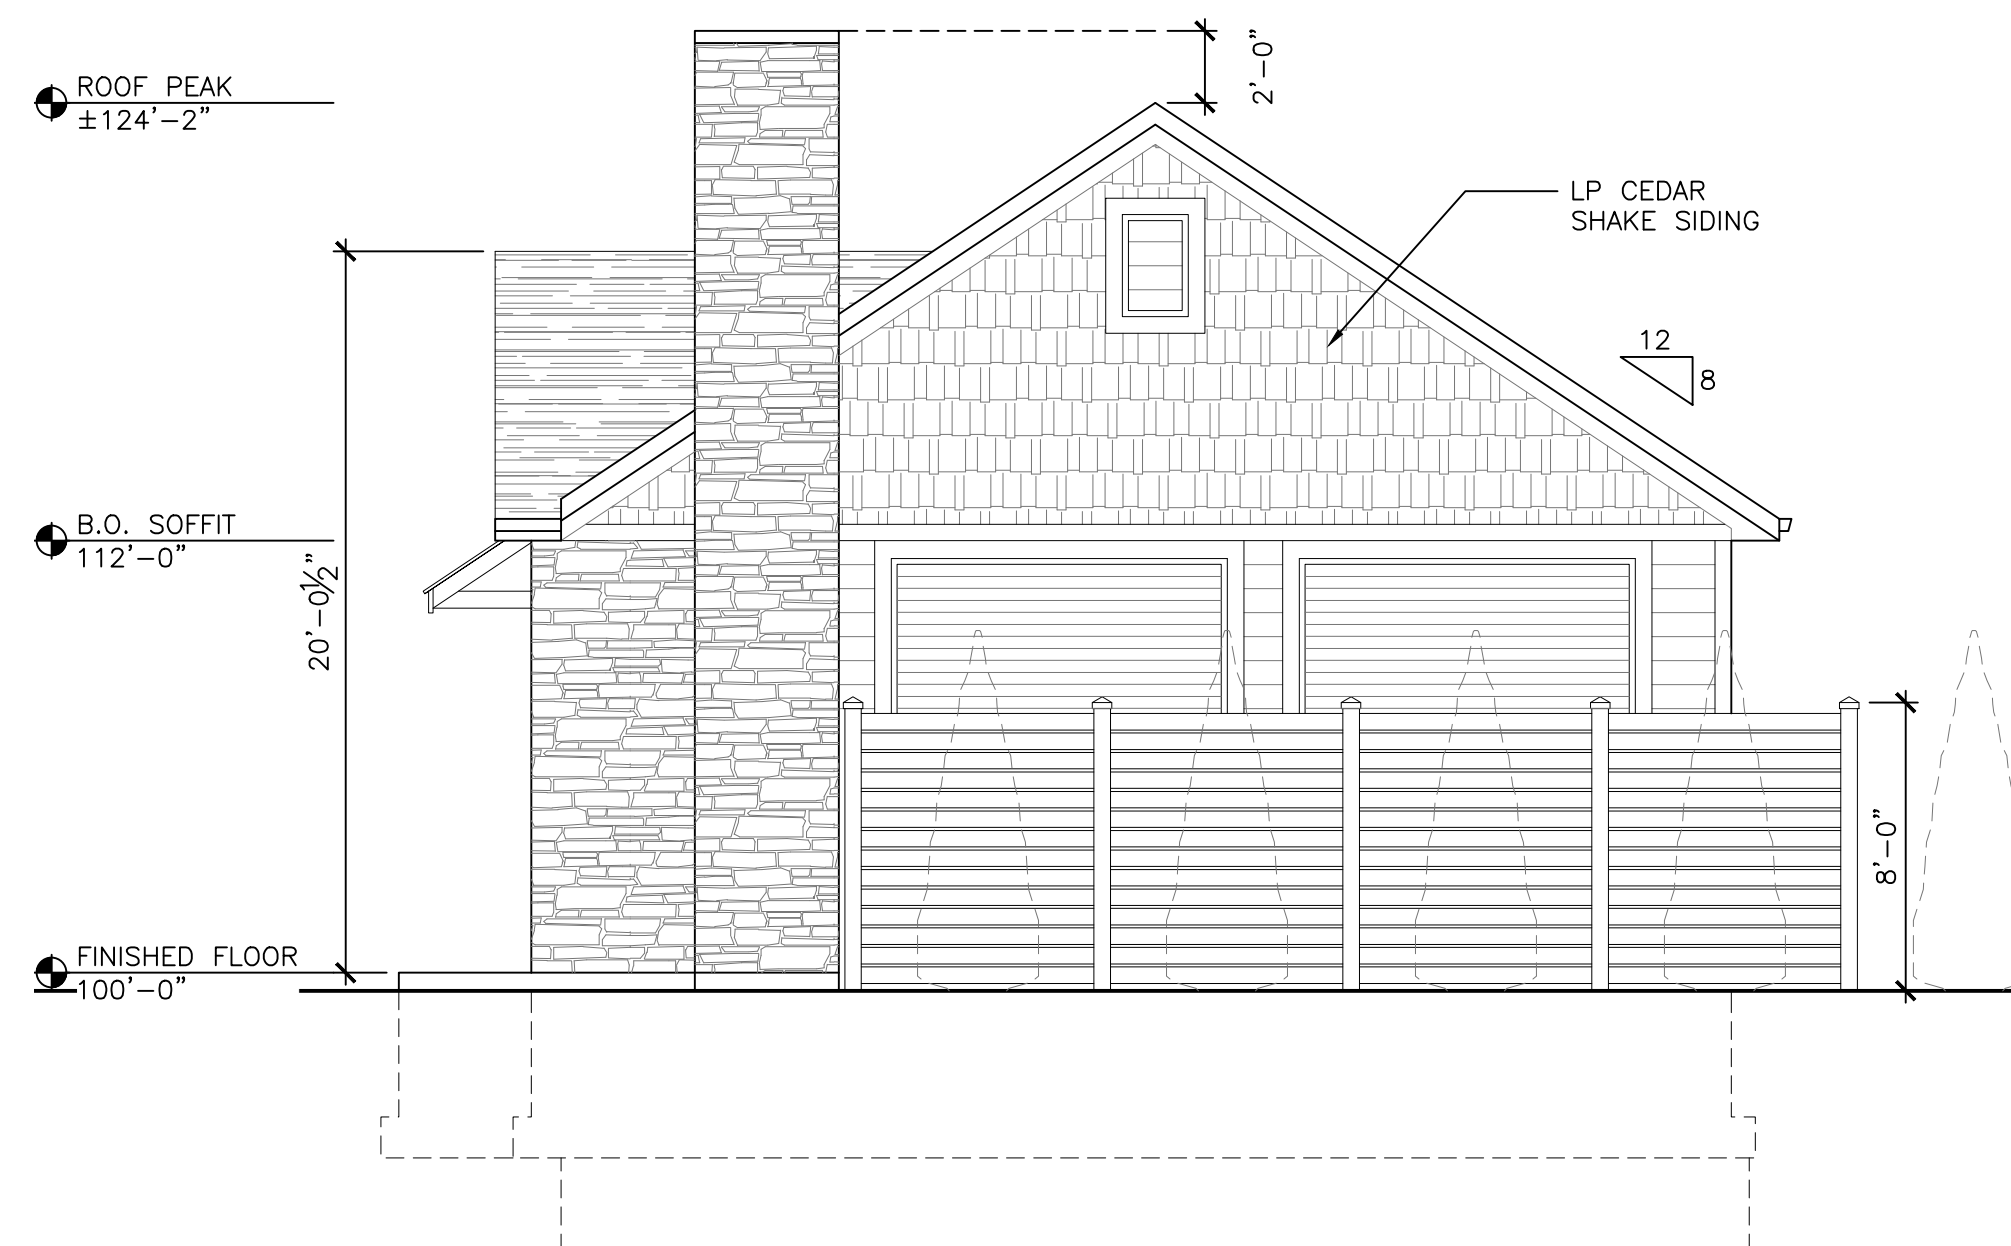 ROOF PEAK
±124'-2"
2'-0"
LP CEDAR
SHAKE SIDING
12
8
B.O. SOFFIT
112'-0"
20'-0½"
8'-0"
FINISHED FLOOR
100'-0"